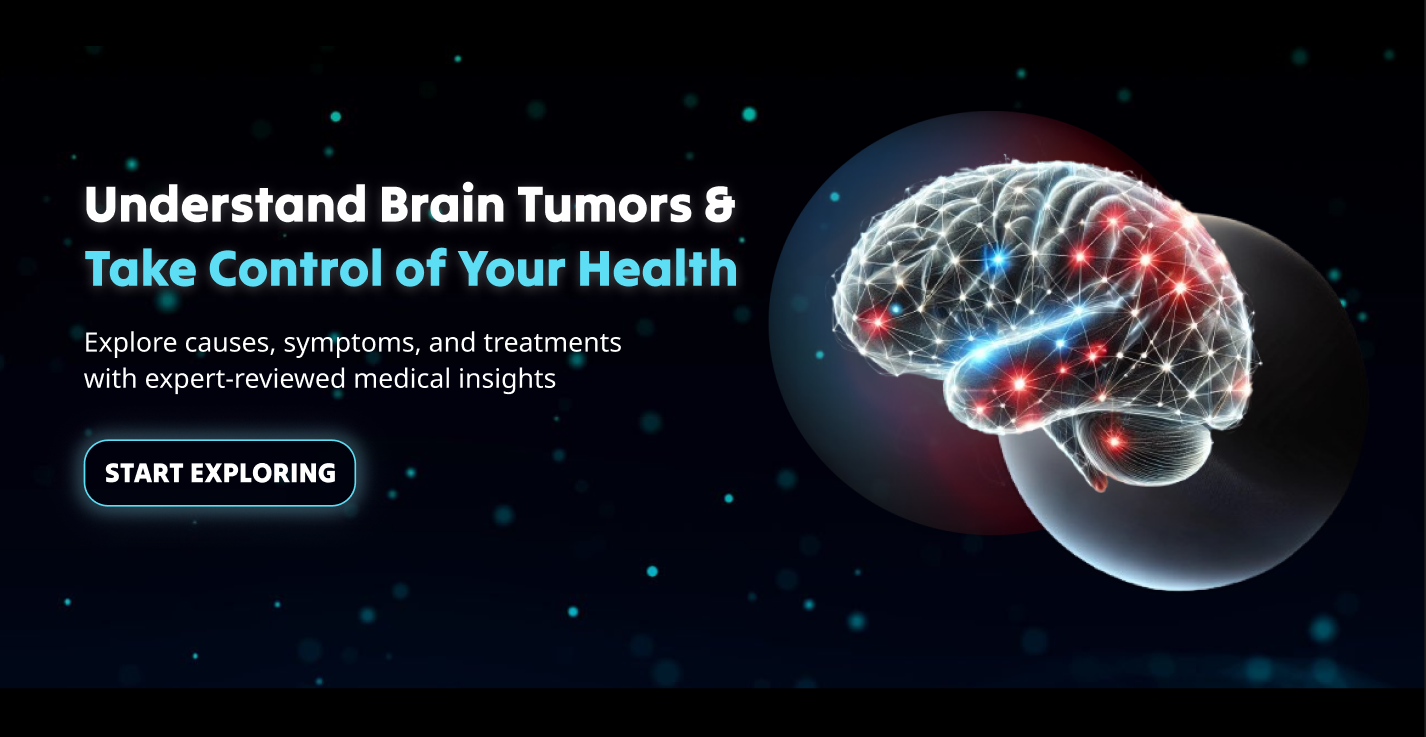 Understand Brain Tumors &
Take Control of Your Health
Explore causes, symptoms, and treatments
with expert-reviewed medical insights
START EXPLORING